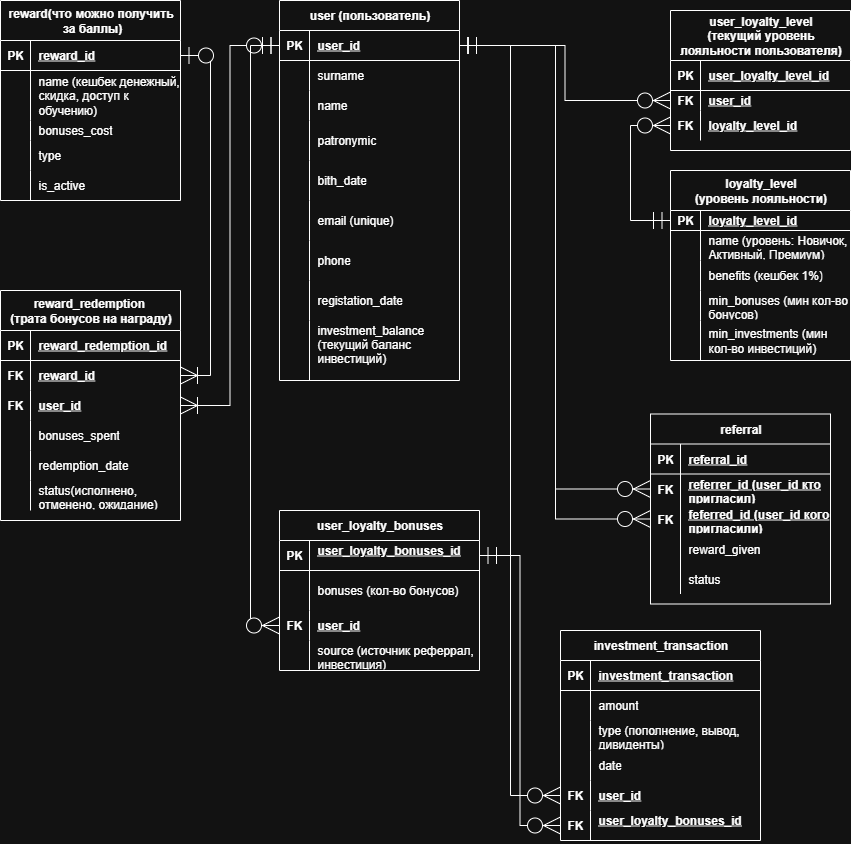 reward(что можно получить
за баллы)
PK reward_id
name (кешбек денежный,
скидка, доступ к
обучению)
bonuses_cost
type
is_active
user (пользователь)
PK user_id
surname
name
patronymic
bith_date
email (unique)
phone
registation_date
investment_balance
(текущий баланс
инвестиций)
user_loyalty_level
(текущий уровень
лояльности пользователя)
PK user_loyalty_level_id
FK user_id
FK loyalty_level_id
loyalty_level
(уровень лояльности)
PK loyalty_level_id
name (уровень: Новичок,
Активный, Премиум)
benefits (кешбек 1%)
min_bonuses (мин кол-во
бонусов)
min_investments (мин
кол-во инвестиций)
reward_redemption
(трата бонусов на награду)
PK reward_redemption_id
FK reward_id
FK user_id
bonuses_spent
redemption_date
status(исполнено,
отменено, ожидание)
referral
PK referral_id
FK referrer_id (user_id кто
пригласил)
FK feferred_id (user_id кого
пригласили)
reward_given
status
user_loyalty_bonuses
PK user_loyalty_bonuses_id
bonuses (кол-во бонусов)
FK user_id
source (источник реферрал,
инвестиция)
investment_transaction
PK investment_transaction
amount
type (пополнение, вывод,
дивиденты)
date
FK user_id
FK user_loyalty_bonuses_id